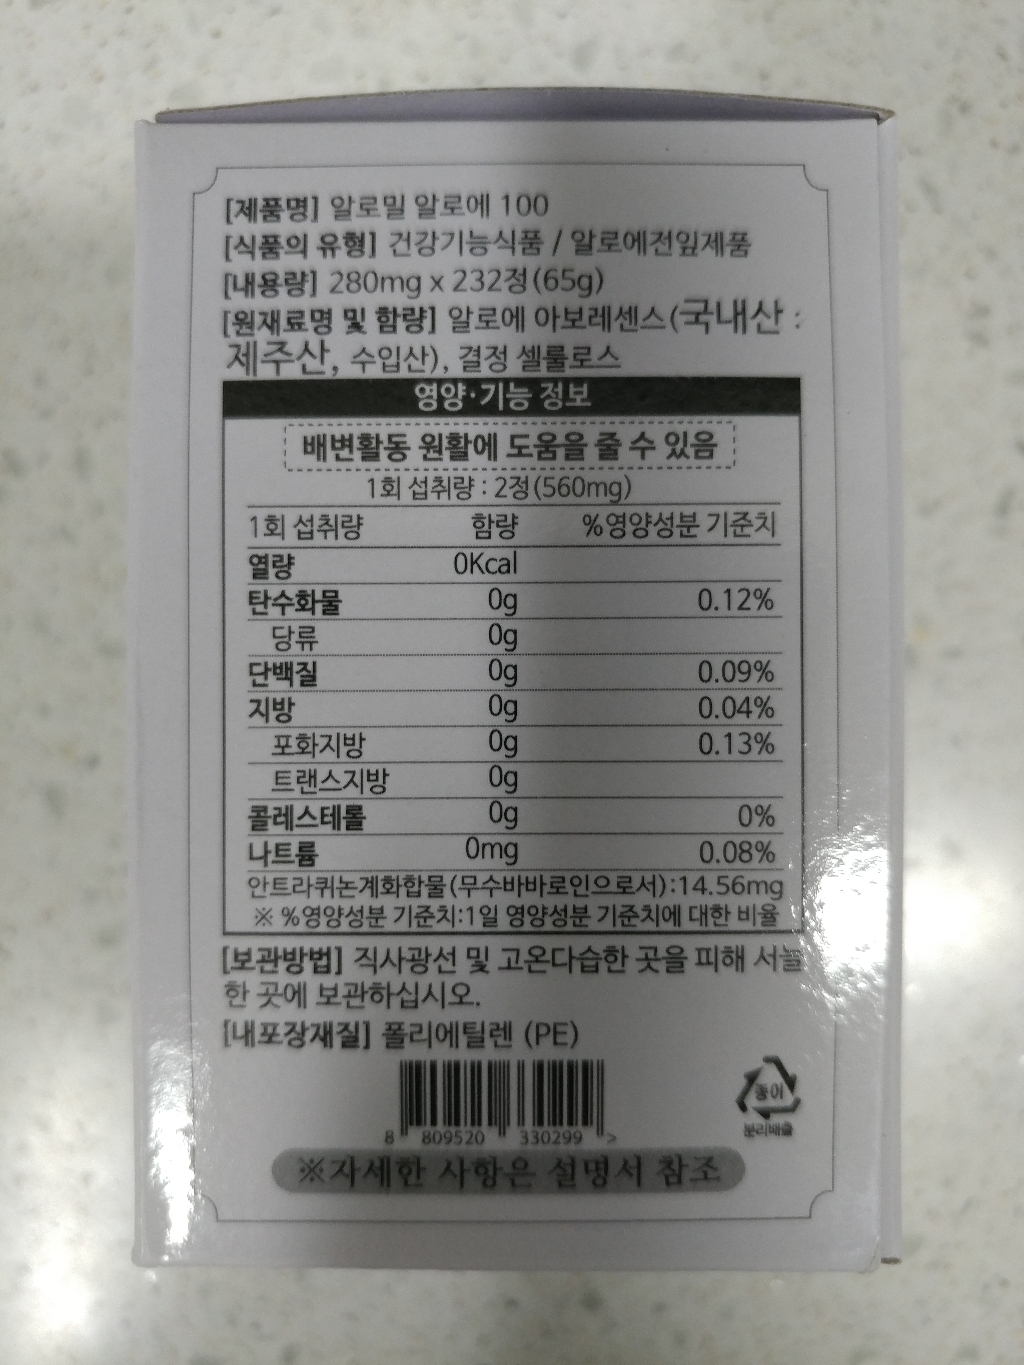 [제품명] 알로밀 알로에 100
[식품의 유형] 건강기능식품 / 알로에전잎제품
[내용량] 280mg x 232정(65g)
[원재료명 및 함량] 알로에 아보레센스(국내산 :
제주산, 수입산), 결정 셀룰로스
영양·기능 정보
배변활동 원활에 도움을 줄 수 있음
1회 섭취량 : 2정(560mg)
1회 섭취량 함량 %영양성분 기준치
열량 0Kcal
탄수화물 0g 0.12%
당류 0g
단백질 0g 0.09%
지방 0g 0.04%
포화지방 0g 0.13%
트랜스지방 0g
콜레스테롤 0g 0%
나트륨 0mg 0.08%
안트라퀴논계화합물(무수바바로인으로서):14.56mg
※ %영양성분 기준치:1일 영양성분 기준치에 대한 비율
[보관방법] 직사광선 및 고온다습한 곳을 피해 서늘
한 곳에 보관하십시오.
[내포장재질] 폴리에틸렌 (PE)
종이
분리배출
8 809520 330299 >
※자세한 사항은 설명서 참조